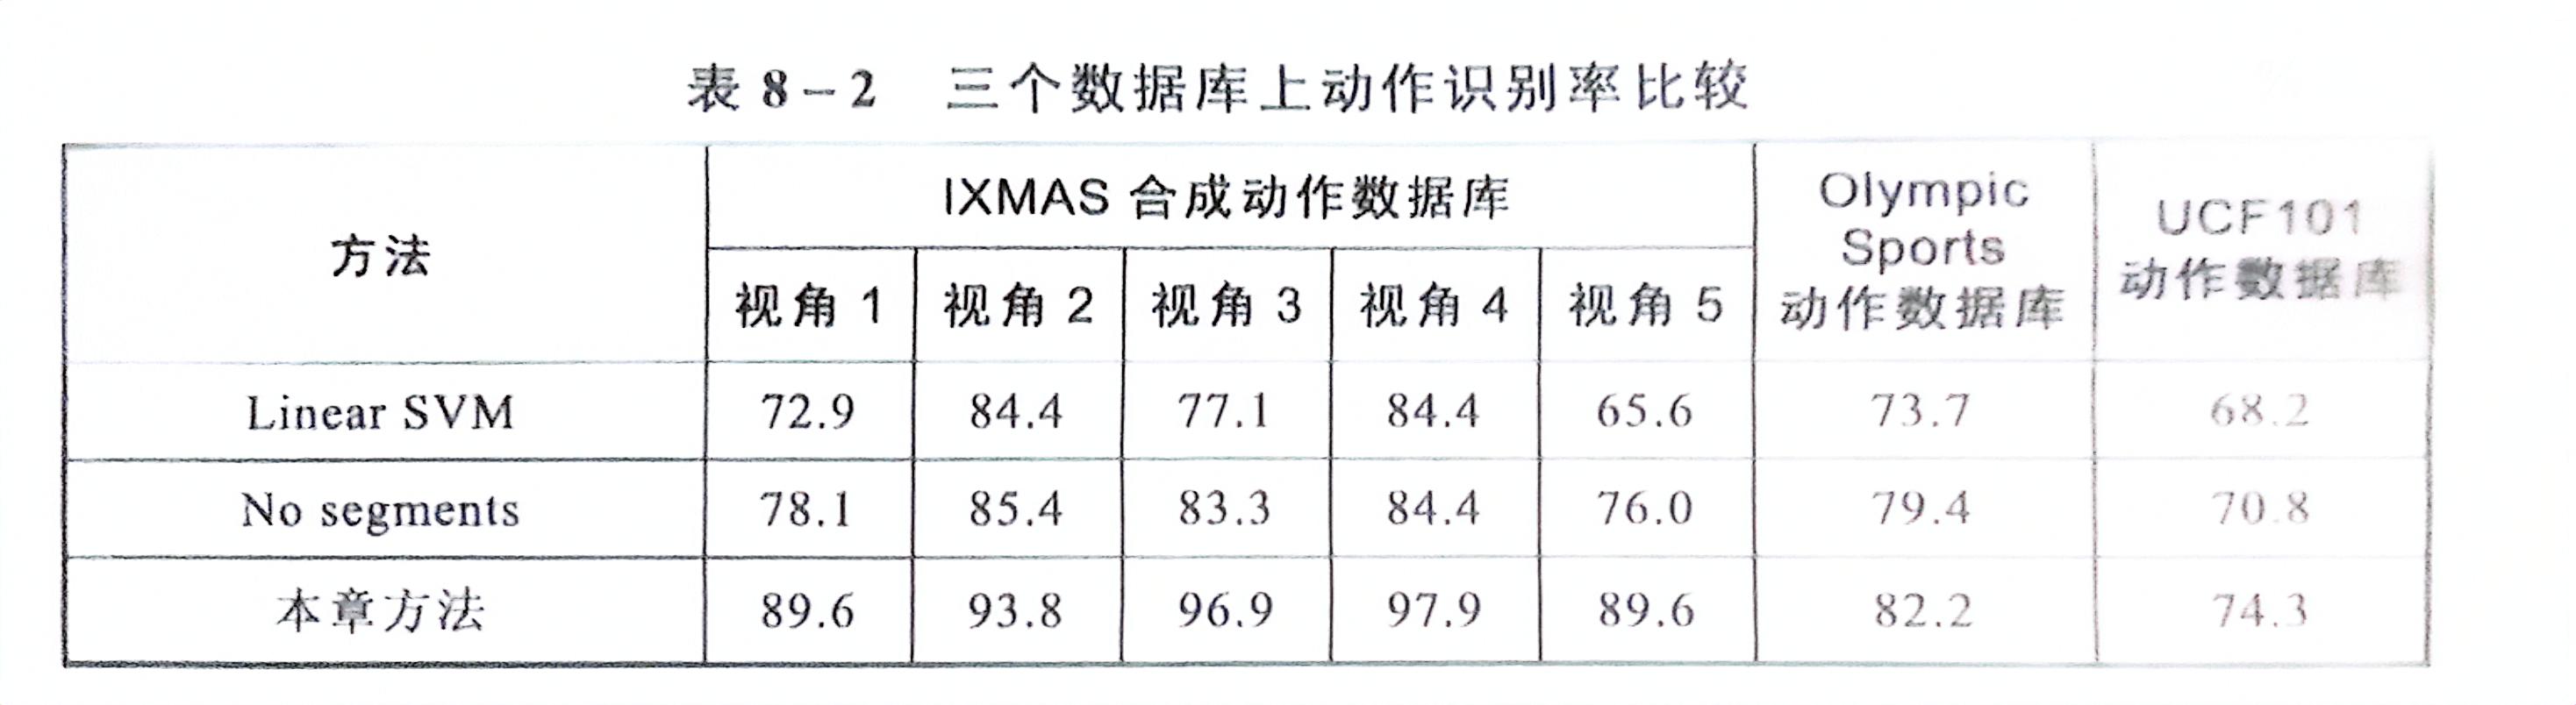 表 8-2 三个数据库上动作识别率比较
方法 IXMAS 合成动作数据库 Olympic Sports 动作数据库 UCF101 动作数据库
视角 1 视角 2 视角 3 视角 4 视角 5
Linear SVM 72.9 84.4 77.1 84.4 65.6 73.7 68.2
No segments 78.1 85.4 83.3 84.4 76.0 79.4 70.8
本章方法 89.6 93.8 96.9 97.9 89.6 82.2 74.3